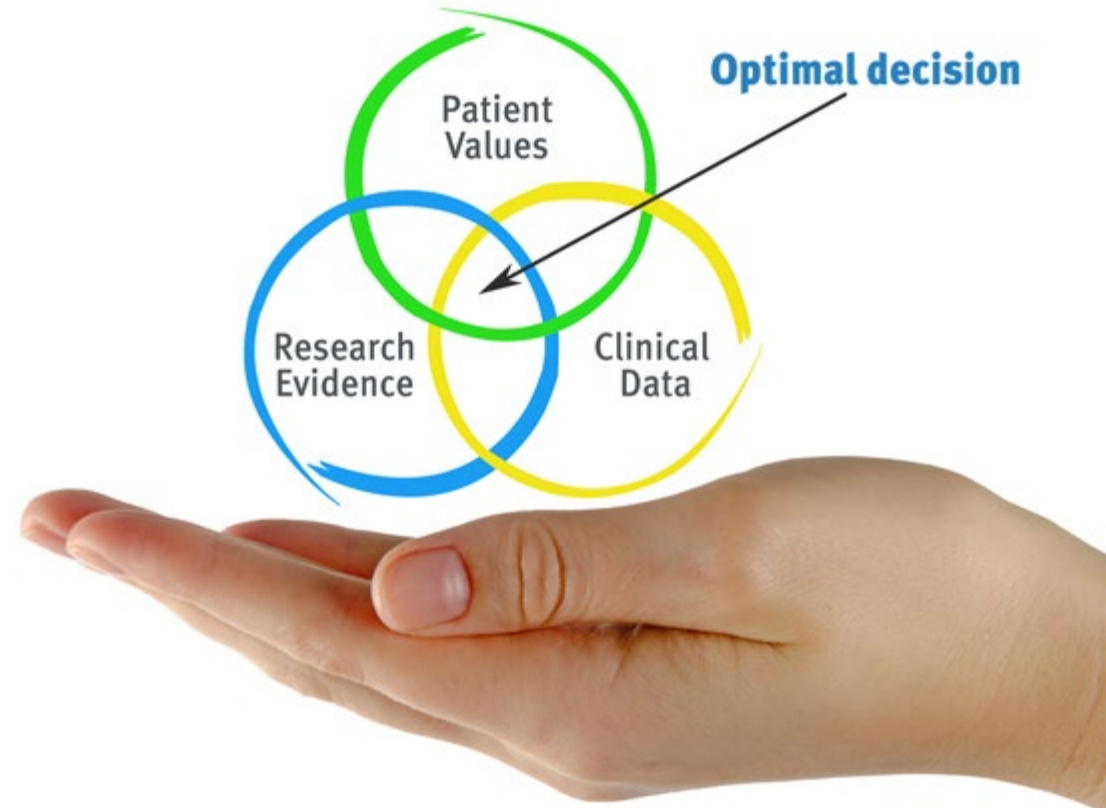 Optimal decision
Patient
Values
Research
Evidence
Clinical
Data